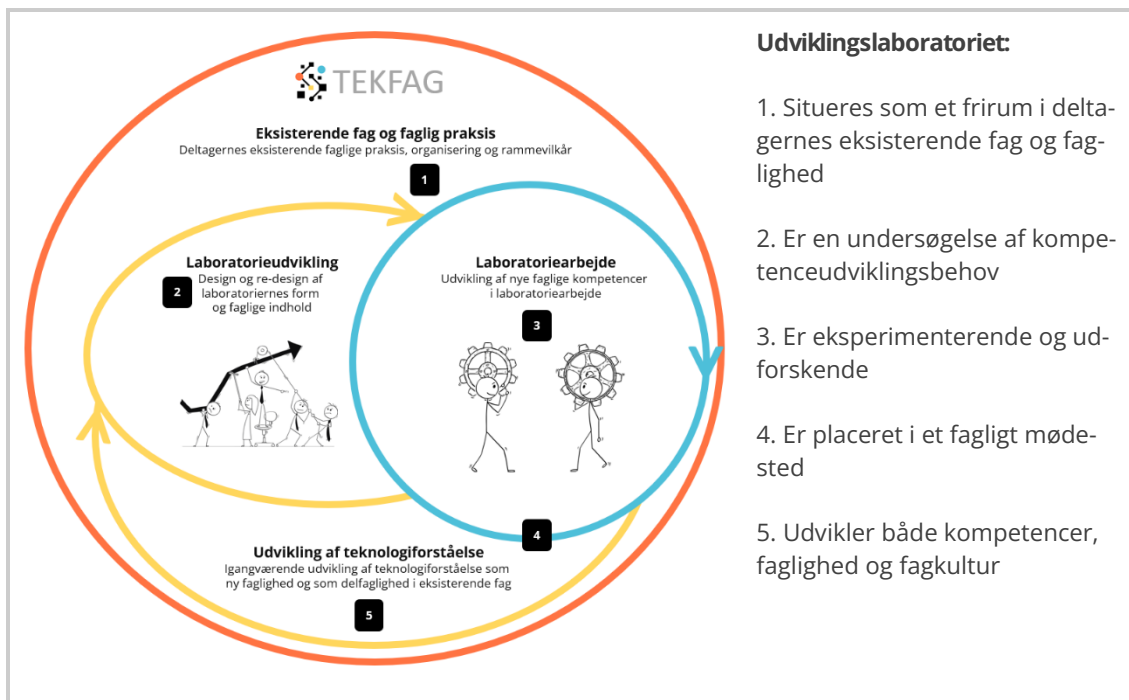 TEKFAG
Eksisterende fag og faglig praksis
Deltagernes eksisterende faglige praksis, organisering og rammevilkår
1
Laboratorieudvikling
Design og re-design af
laboratoriernes form
og faglige indhold
2
Laboratoriearbejde
Udvikling af nye faglige kompetencer
i laboratoriearbejde
3
4
Udvikling af teknologiforståelse
Igangværende udvikling af teknologiforståelse som
ny faglighed og som delfaglighed i eksisterende fag
5
Udviklingslaboratoriet:
1. Situeres som et frirum i delta-
gernes eksisterende fag og fag-
lighed
2. Er en undersøgelse af kompe-
tenceudviklingsbehov
3. Er eksperimenterende og ud-
forskende
4. Er placeret i et fagligt møde-
sted
5. Udvikler både kompetencer,
faglighed og fagkultur